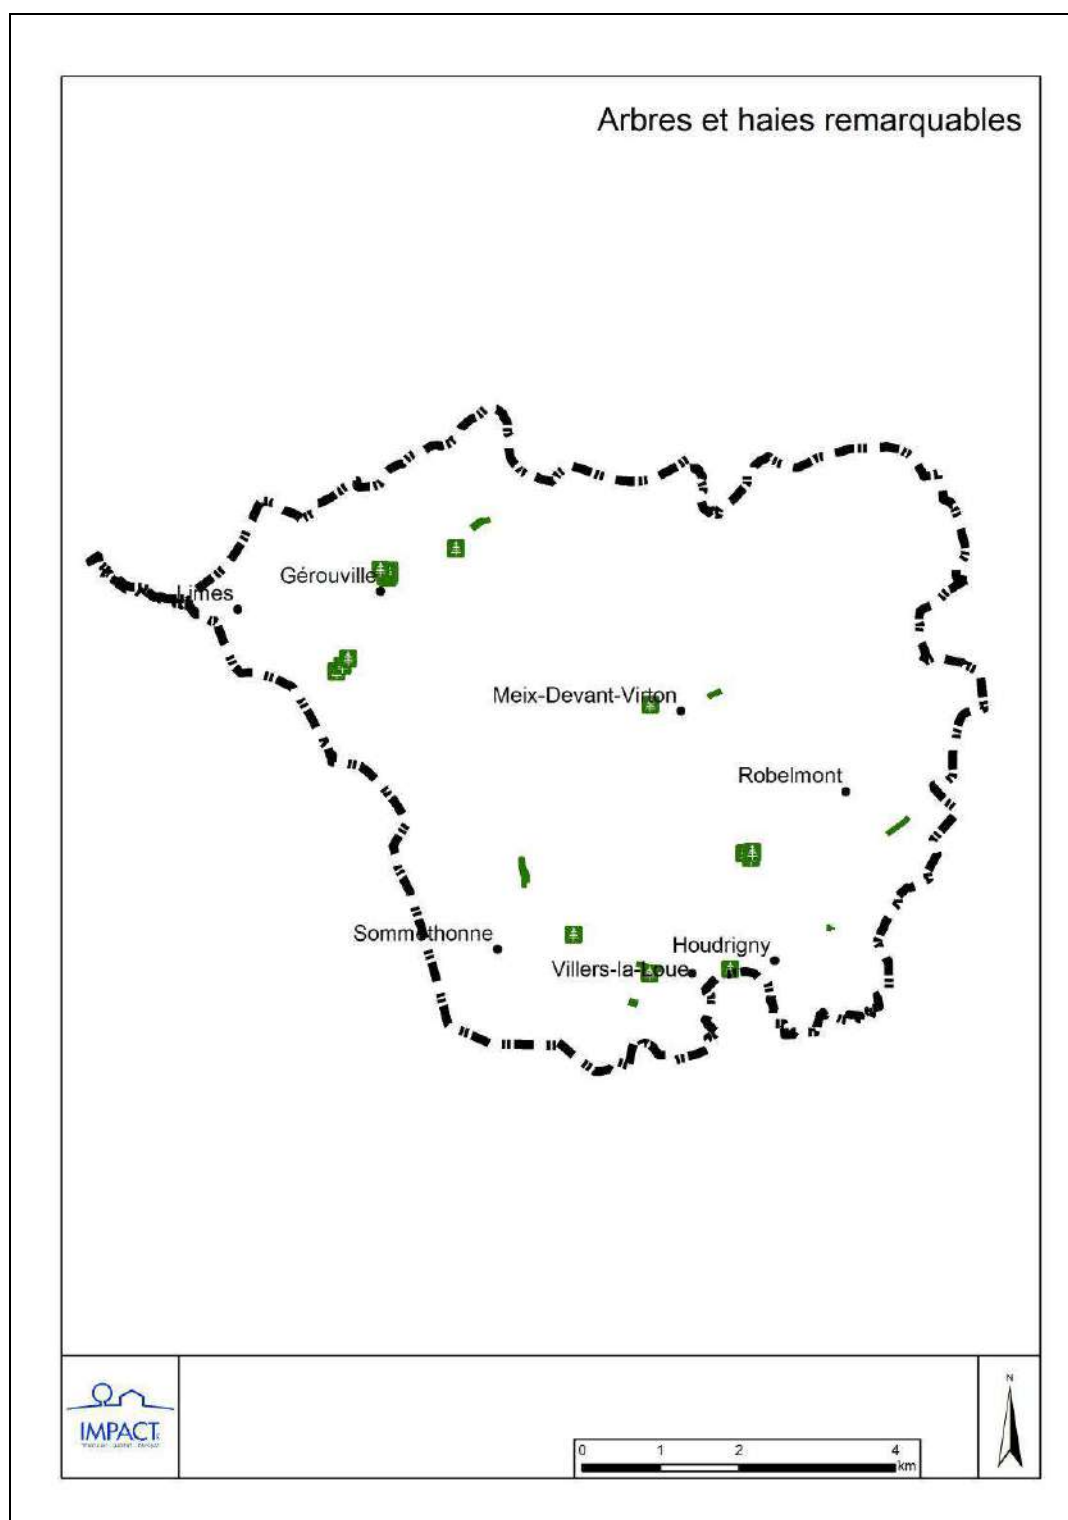 Arbres et haies remarquables
Gérouville
Limes
Meix-Devant-Virton
Robelmont
Sommethonne
Houdrigny
Villers-la-Loue
N
IMPACT
0 1 2 4
km